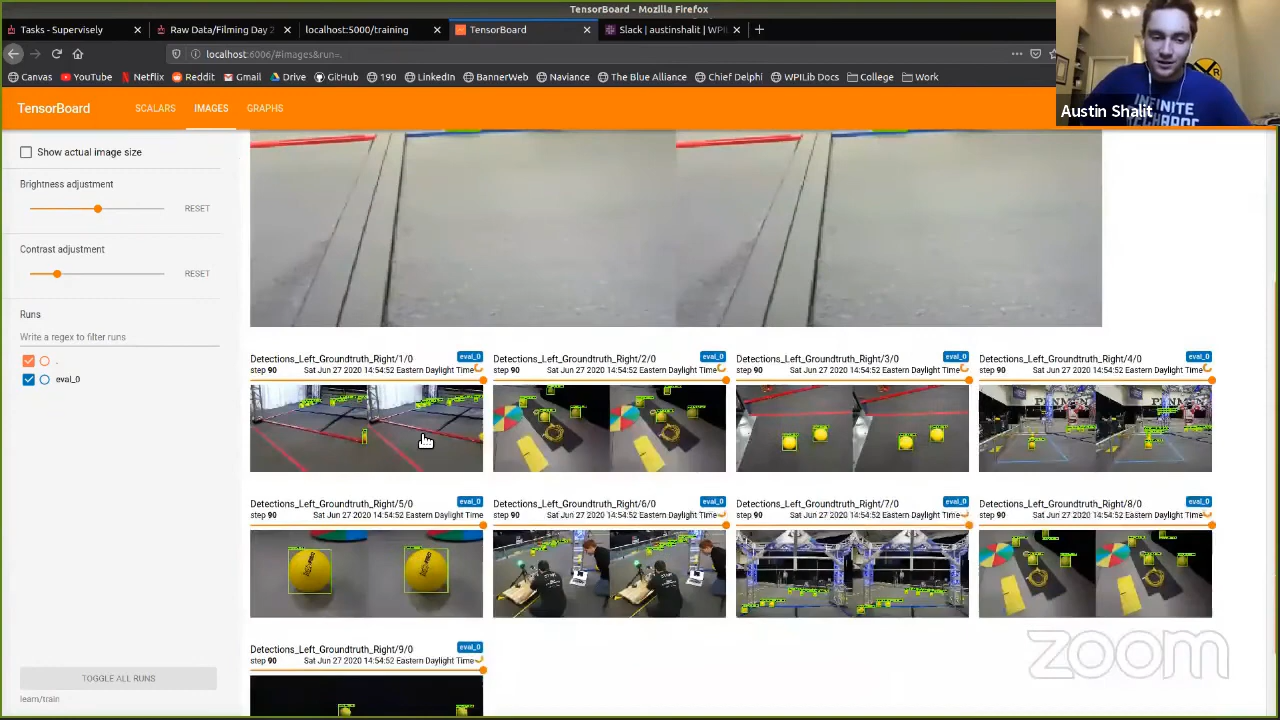 TensorBoard - Mozilla Firefox
Tasks - Supervisely
Raw Data/Filming Day 2
localhost:5000/training
TensorBoard
Slack | austinshalit | WPIL
localhost:6006/#images&run=.
Canvas YouTube Netflix Reddit Gmail Drive GitHub 190 LinkedIn BannerWeb Naviance The Blue Alliance Chief Delphi WPILib Docs College Work
Austin Shalit
INFINITE
RECHARGE
TensorBoard SCALARS IMAGES GRAPHS
Show actual image size
Brightness adjustment
RESET
Contrast adjustment
RESET
Runs
Write a regex to filter runs
.
eval_0
TOGGLE ALL RUNS
learn/train
Detections_Left_Groundtruth_Right/1/0 eval_0
step 90 Sat Jun 27 2020 14:54:52 Eastern Daylight Time
Detections_Left_Groundtruth_Right/2/0 eval_0
step 90 Sat Jun 27 2020 14:54:52 Eastern Daylight Time
Detections_Left_Groundtruth_Right/3/0 eval_0
step 90 Sat Jun 27 2020 14:54:52 Eastern Daylight Time
Detections_Left_Groundtruth_Right/4/0 eval_0
step 90 Sat Jun 27 2020 14:54:52 Eastern Daylight Time
Detections_Left_Groundtruth_Right/5/0 eval_0
step 90 Sat Jun 27 2020 14:54:52 Eastern Daylight Time
Detections_Left_Groundtruth_Right/6/0 eval_0
step 90 Sat Jun 27 2020 14:54:52 Eastern Daylight Time
Detections_Left_Groundtruth_Right/7/0 eval_0
step 90 Sat Jun 27 2020 14:54:52 Eastern Daylight Time
Detections_Left_Groundtruth_Right/8/0 eval_0
step 90 Sat Jun 27 2020 14:54:52 Eastern Daylight Time
Detections_Left_Groundtruth_Right/9/0 eval_0
step 90 Sat Jun 27 2020 14:54:52 Eastern Daylight Time
zoom